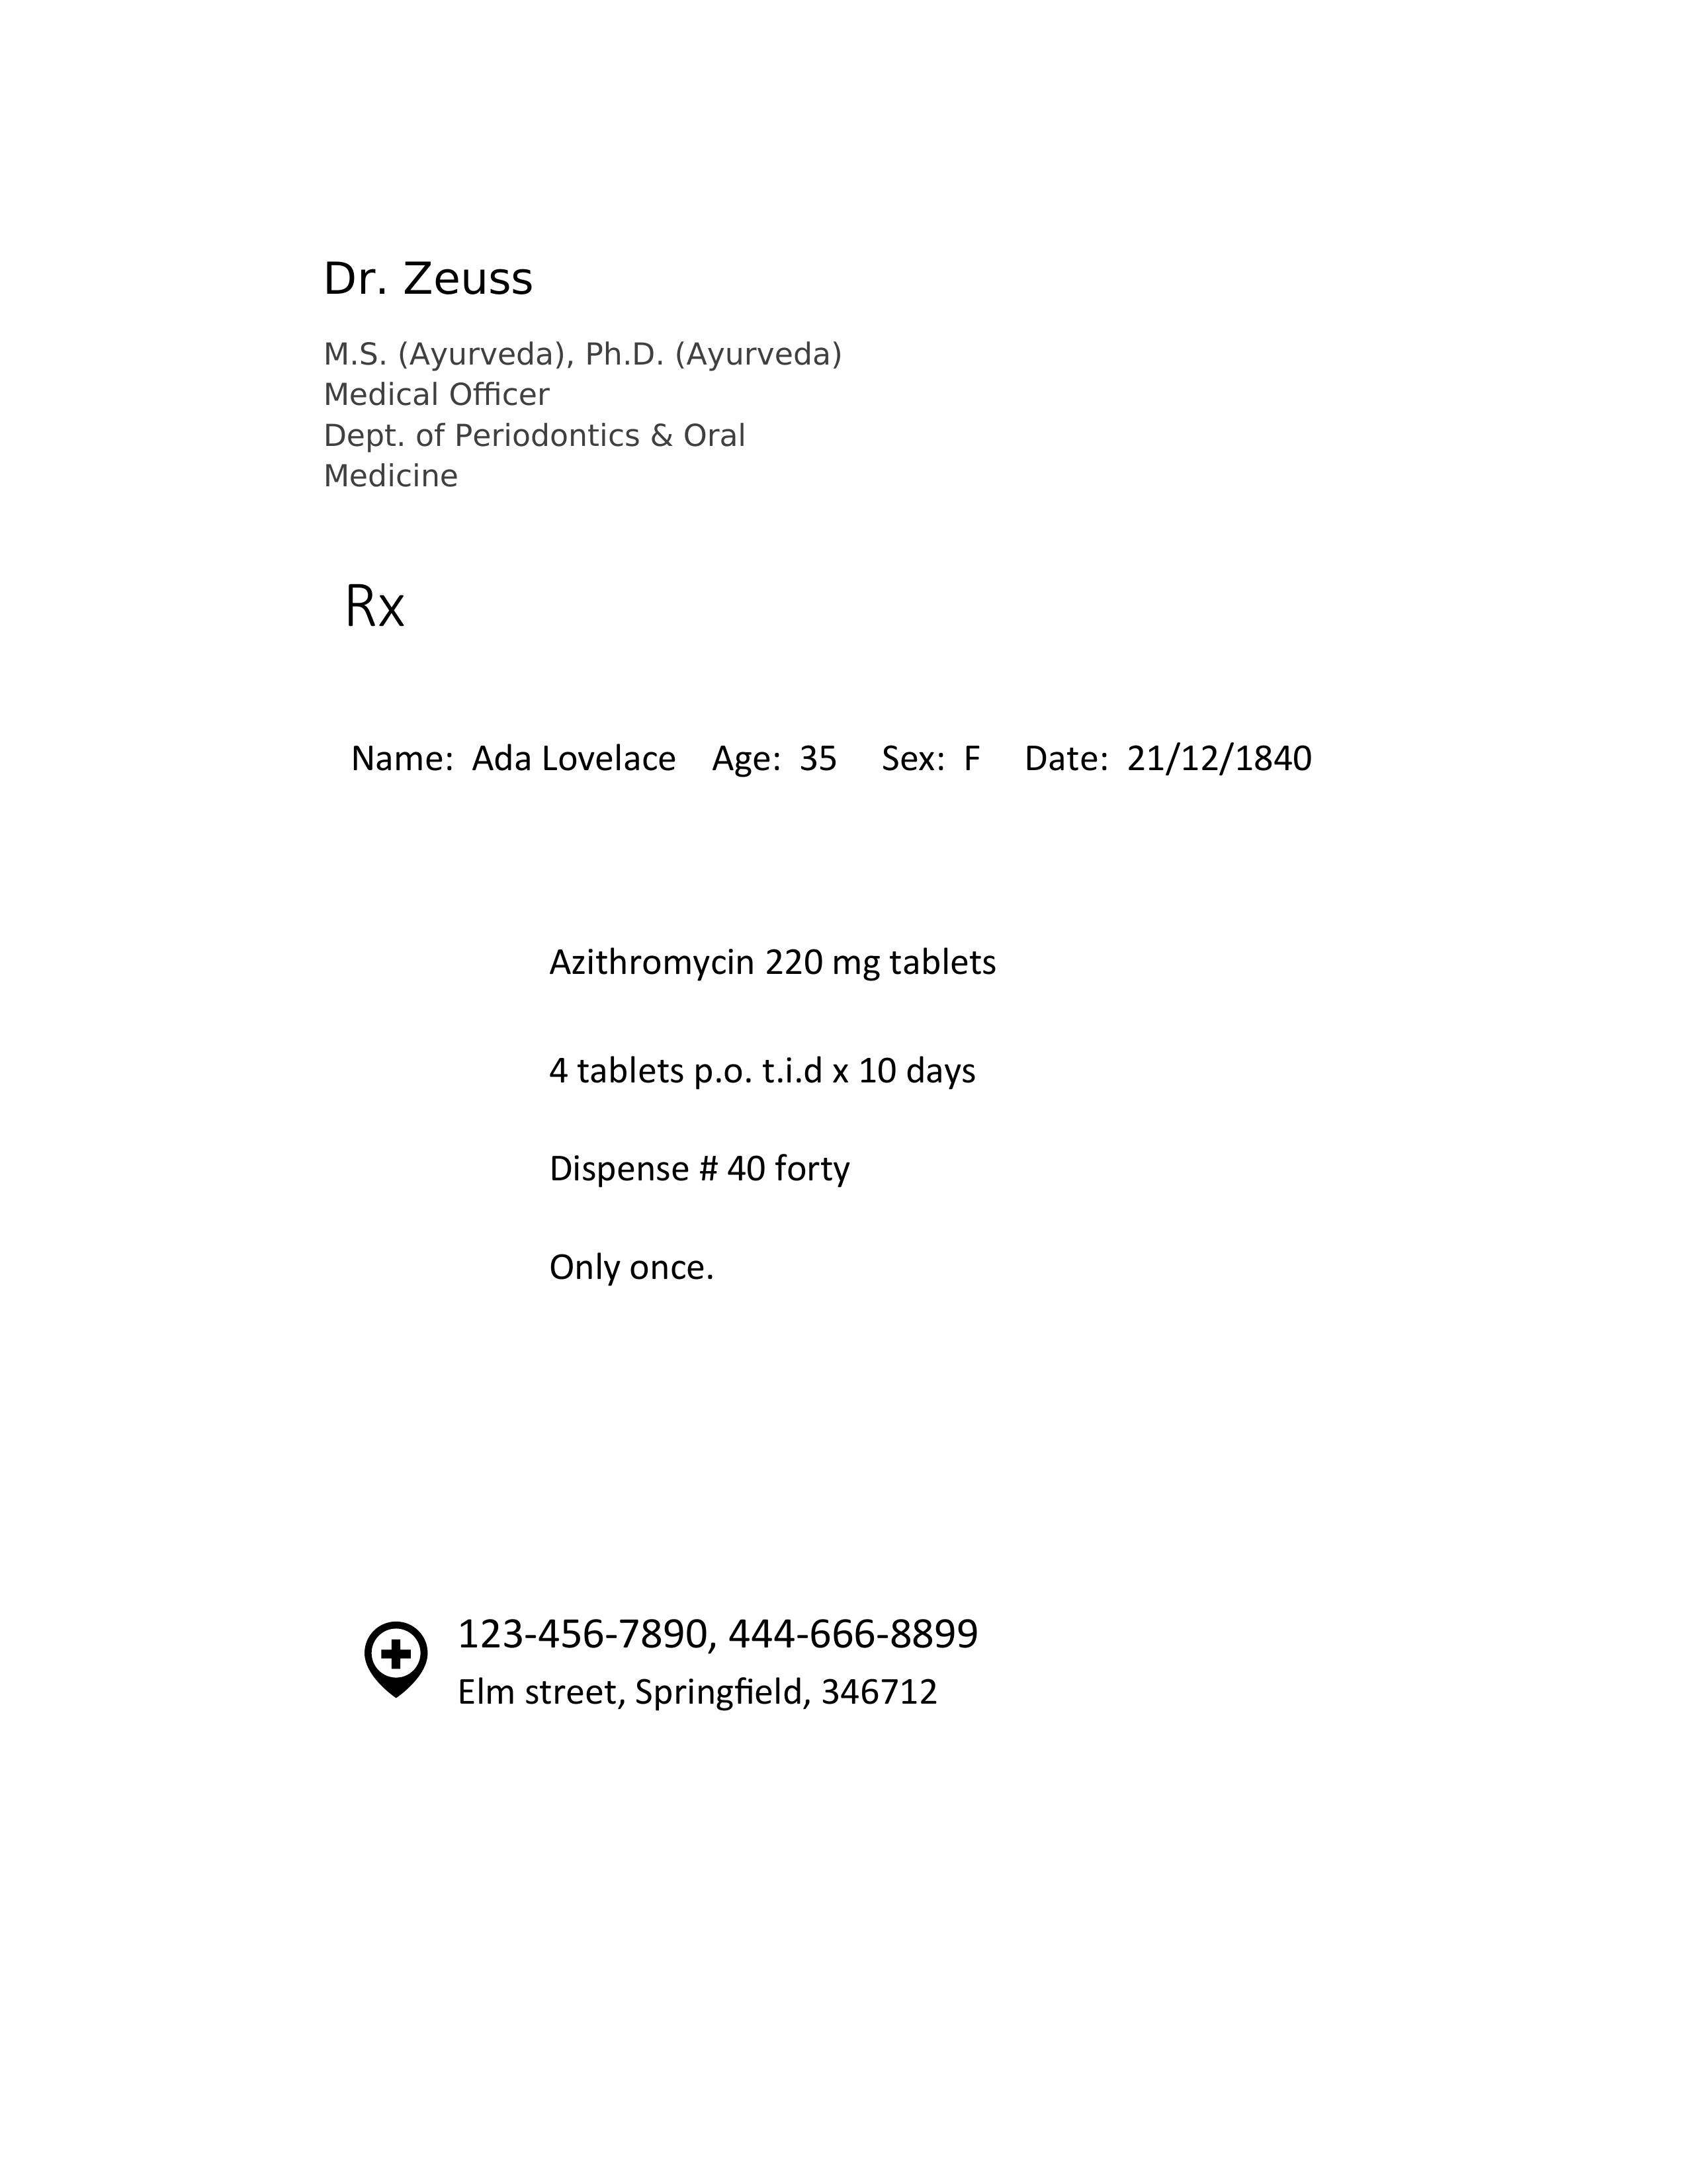 Dr. Zeuss
M.S. (Ayurveda), Ph.D. (Ayurveda)
Medical Officer
Dept. of Periodontics & Oral
Medicine
Rx
Name: Ada Lovelace Age: 35 Sex: F Date: 21/12/1840
Azithromycin 220 mg tablets
4 tablets p.o. t.i.d x 10 days
Dispense # 40 forty
Only once.
123-456-7890, 444-666-8899
Elm street, Springfield, 346712